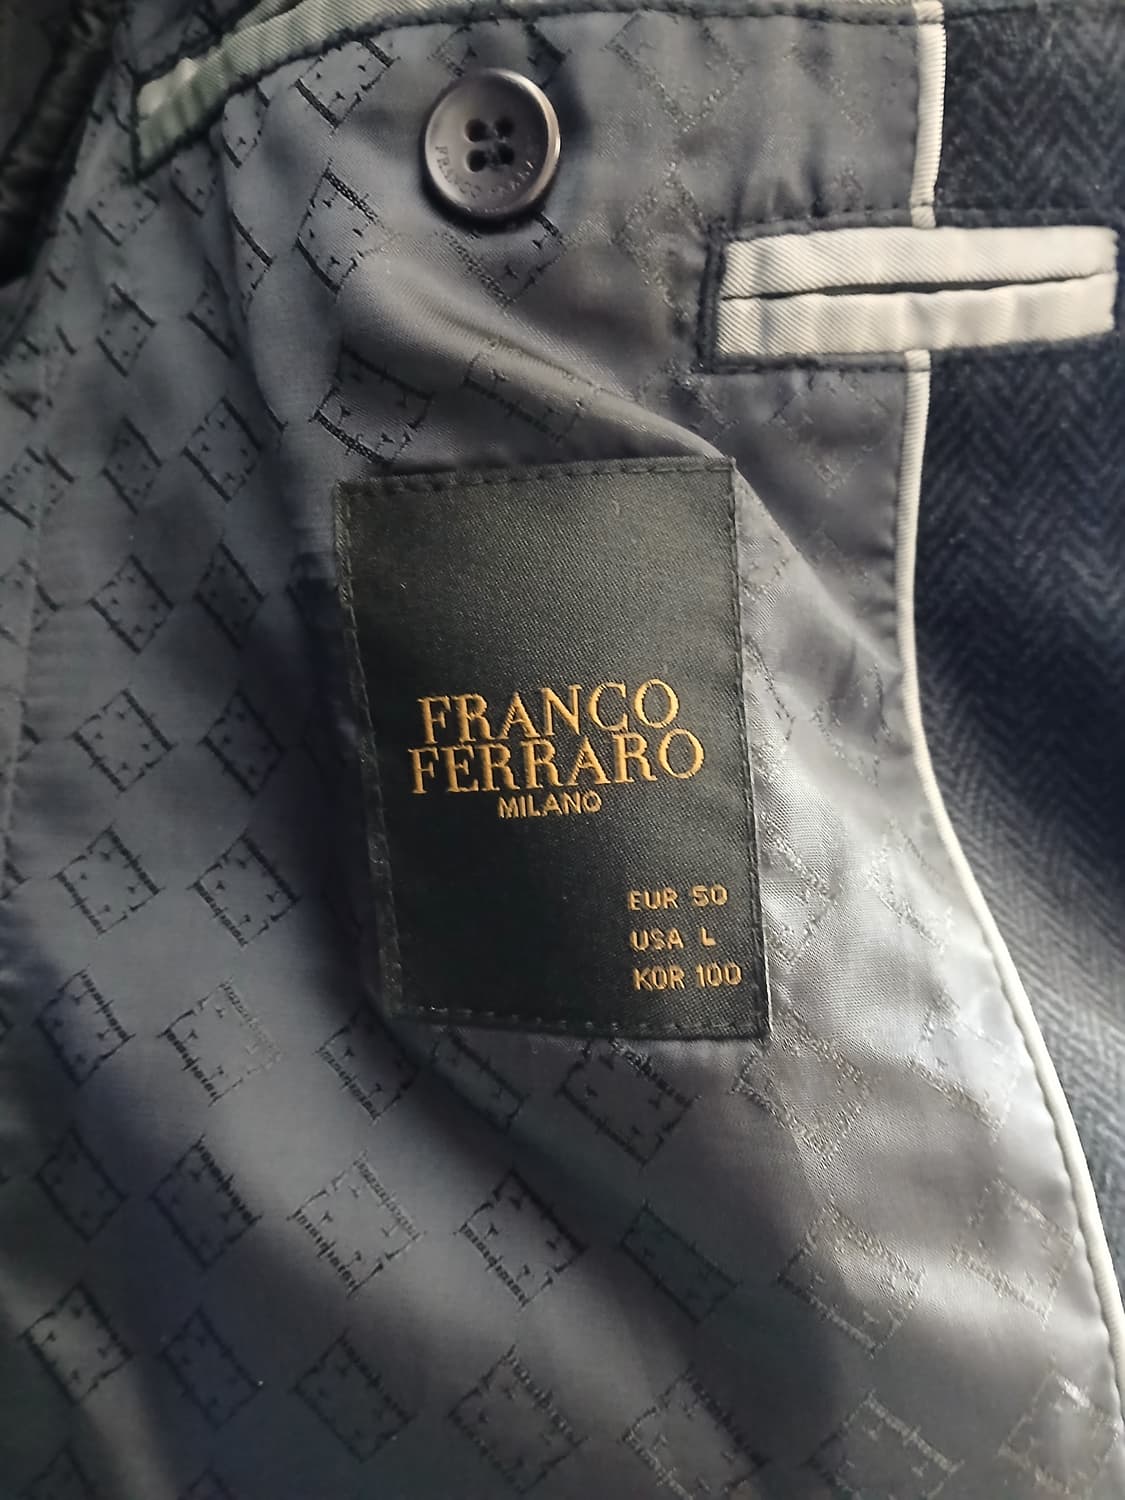 FRANCO
FERRARO
MILANO
EUR 50
USA L
KOR 100